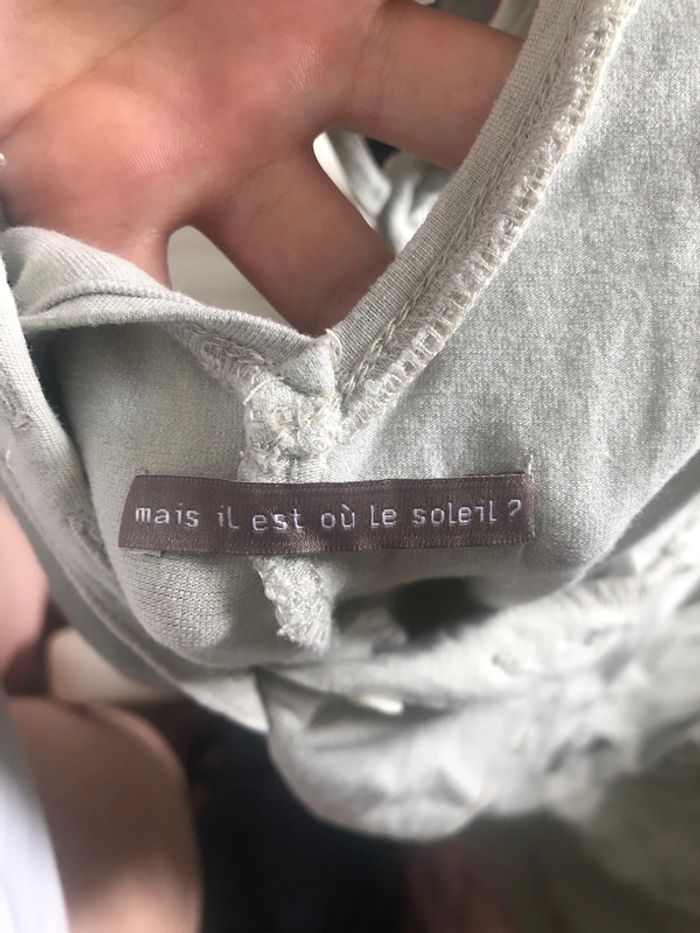 mais il est où le soleil ?